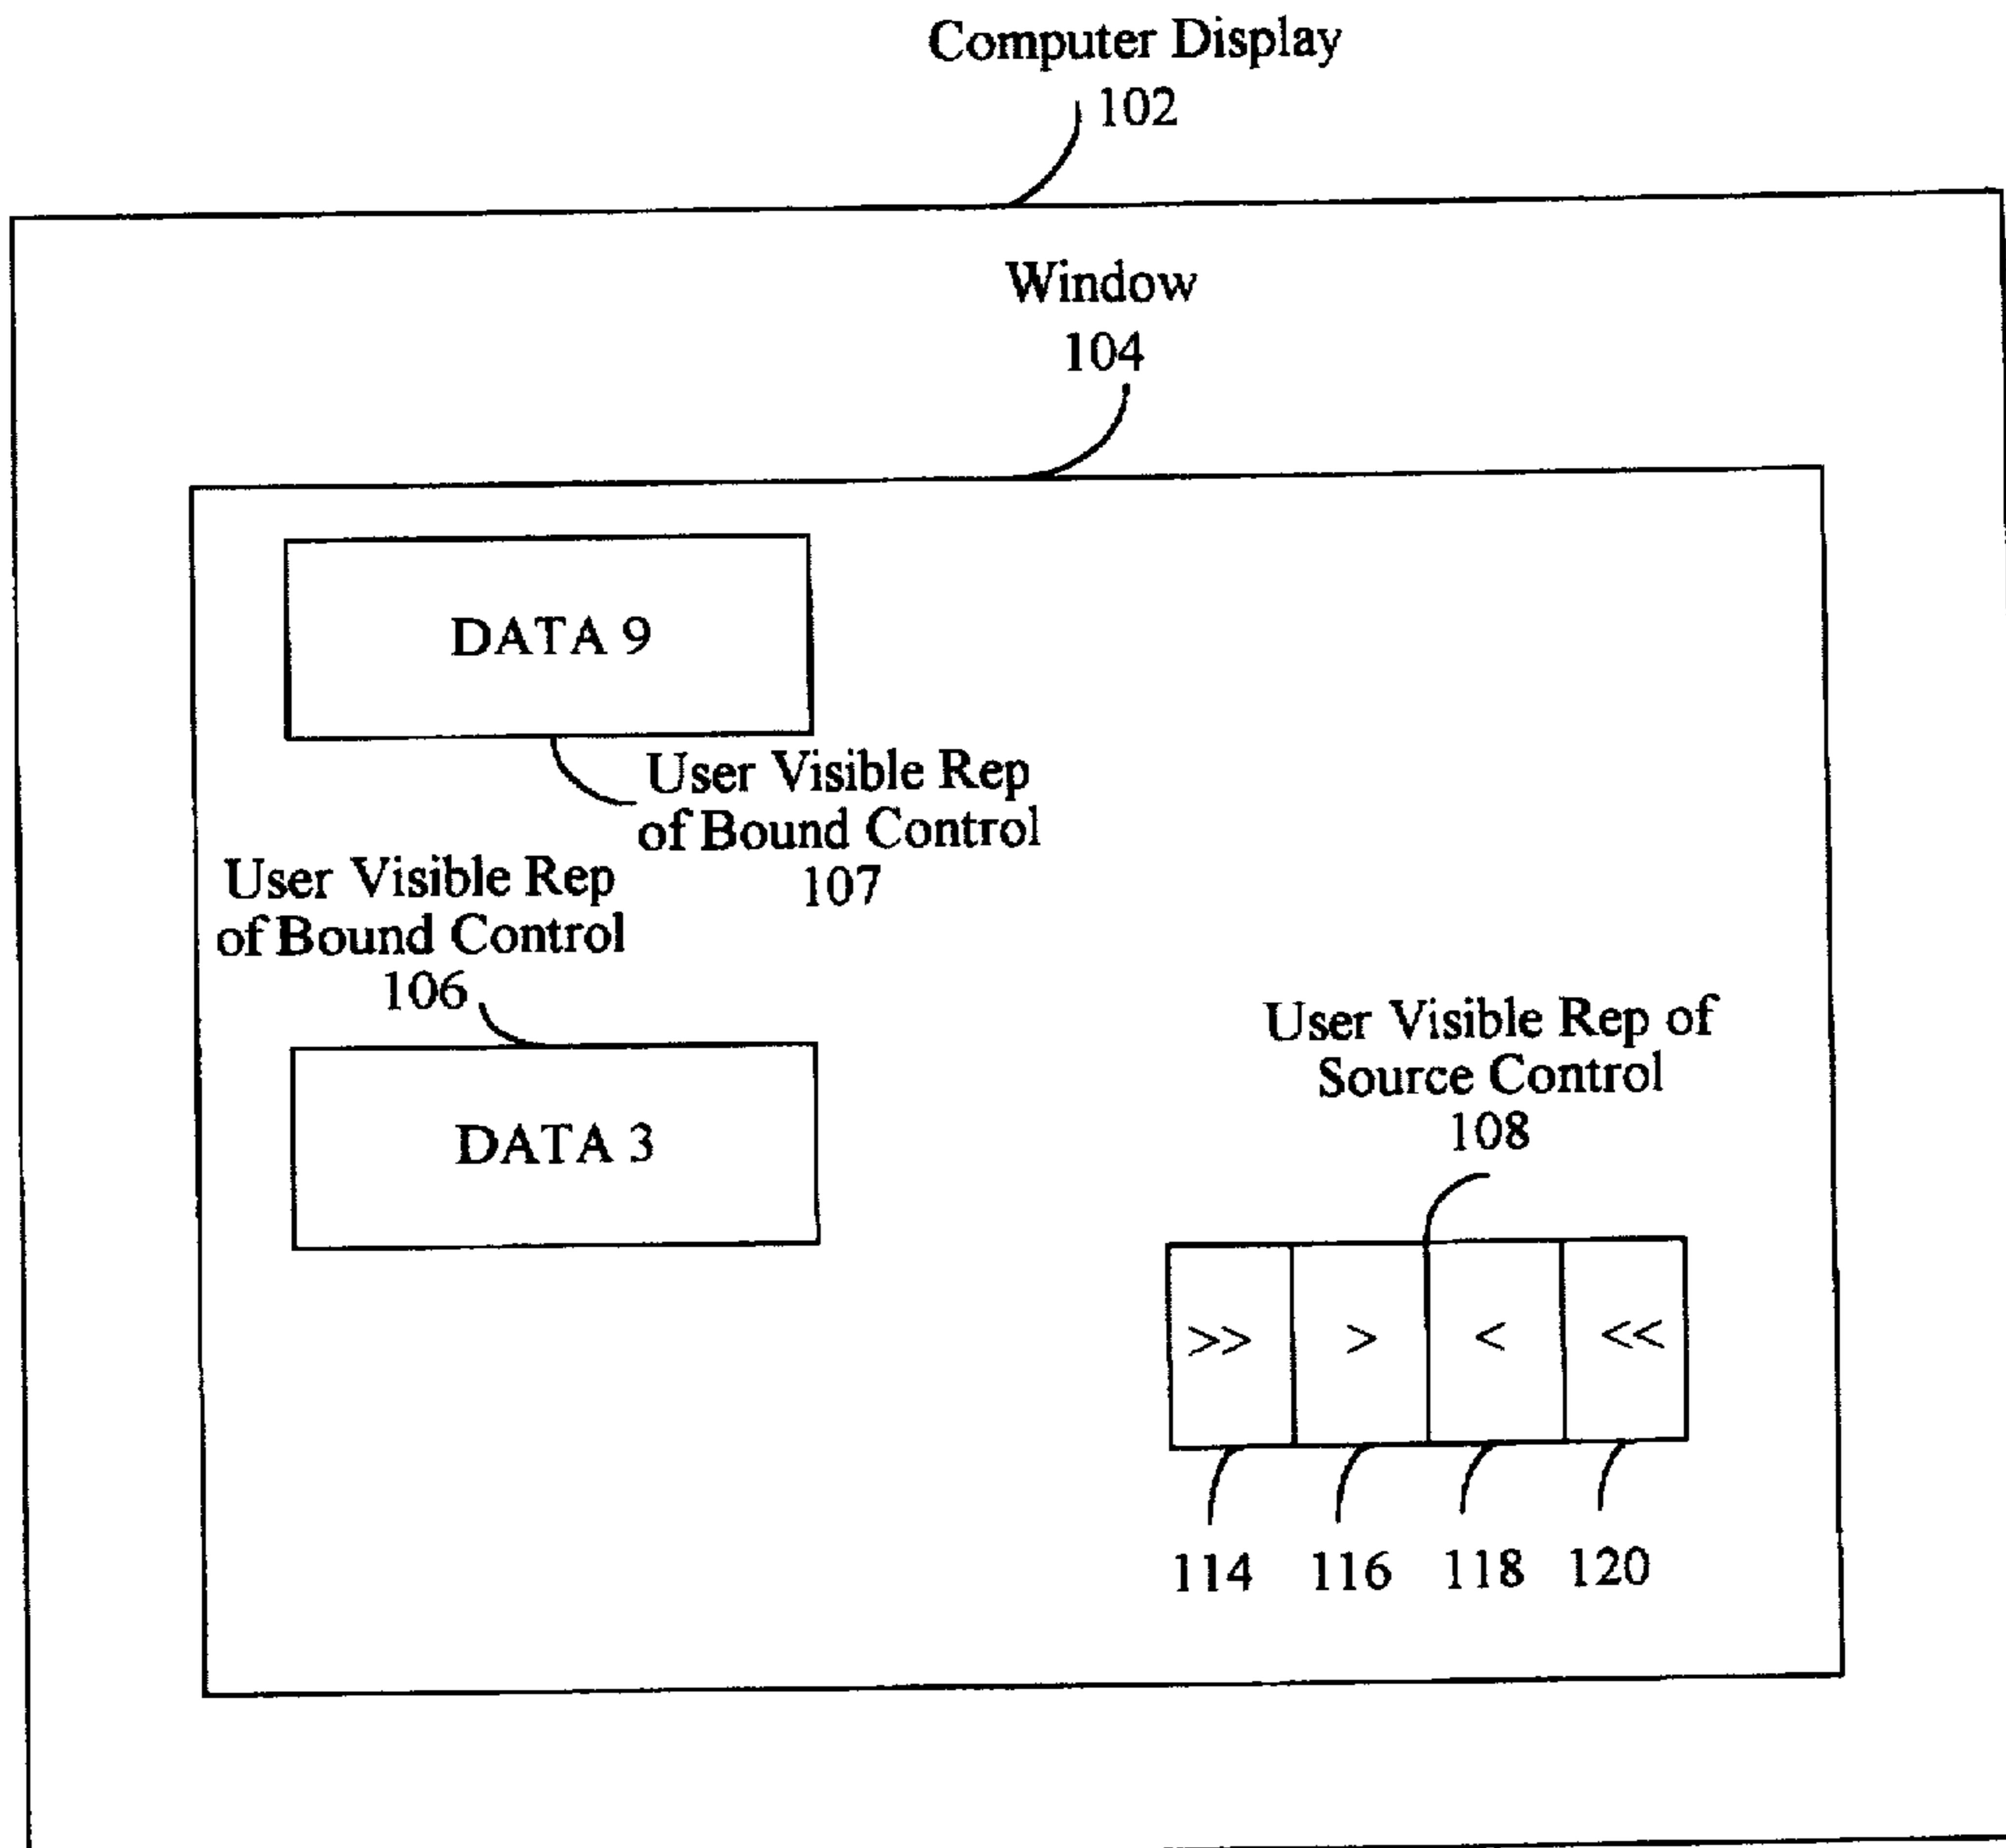 Computer Display
102
Window
104
DATA 9
User Visible Rep
of Bound Control
107
User Visible Rep
of Bound Control
106
DATA 3
User Visible Rep of
Source Control
108
>> > < <<
114 116 118 120